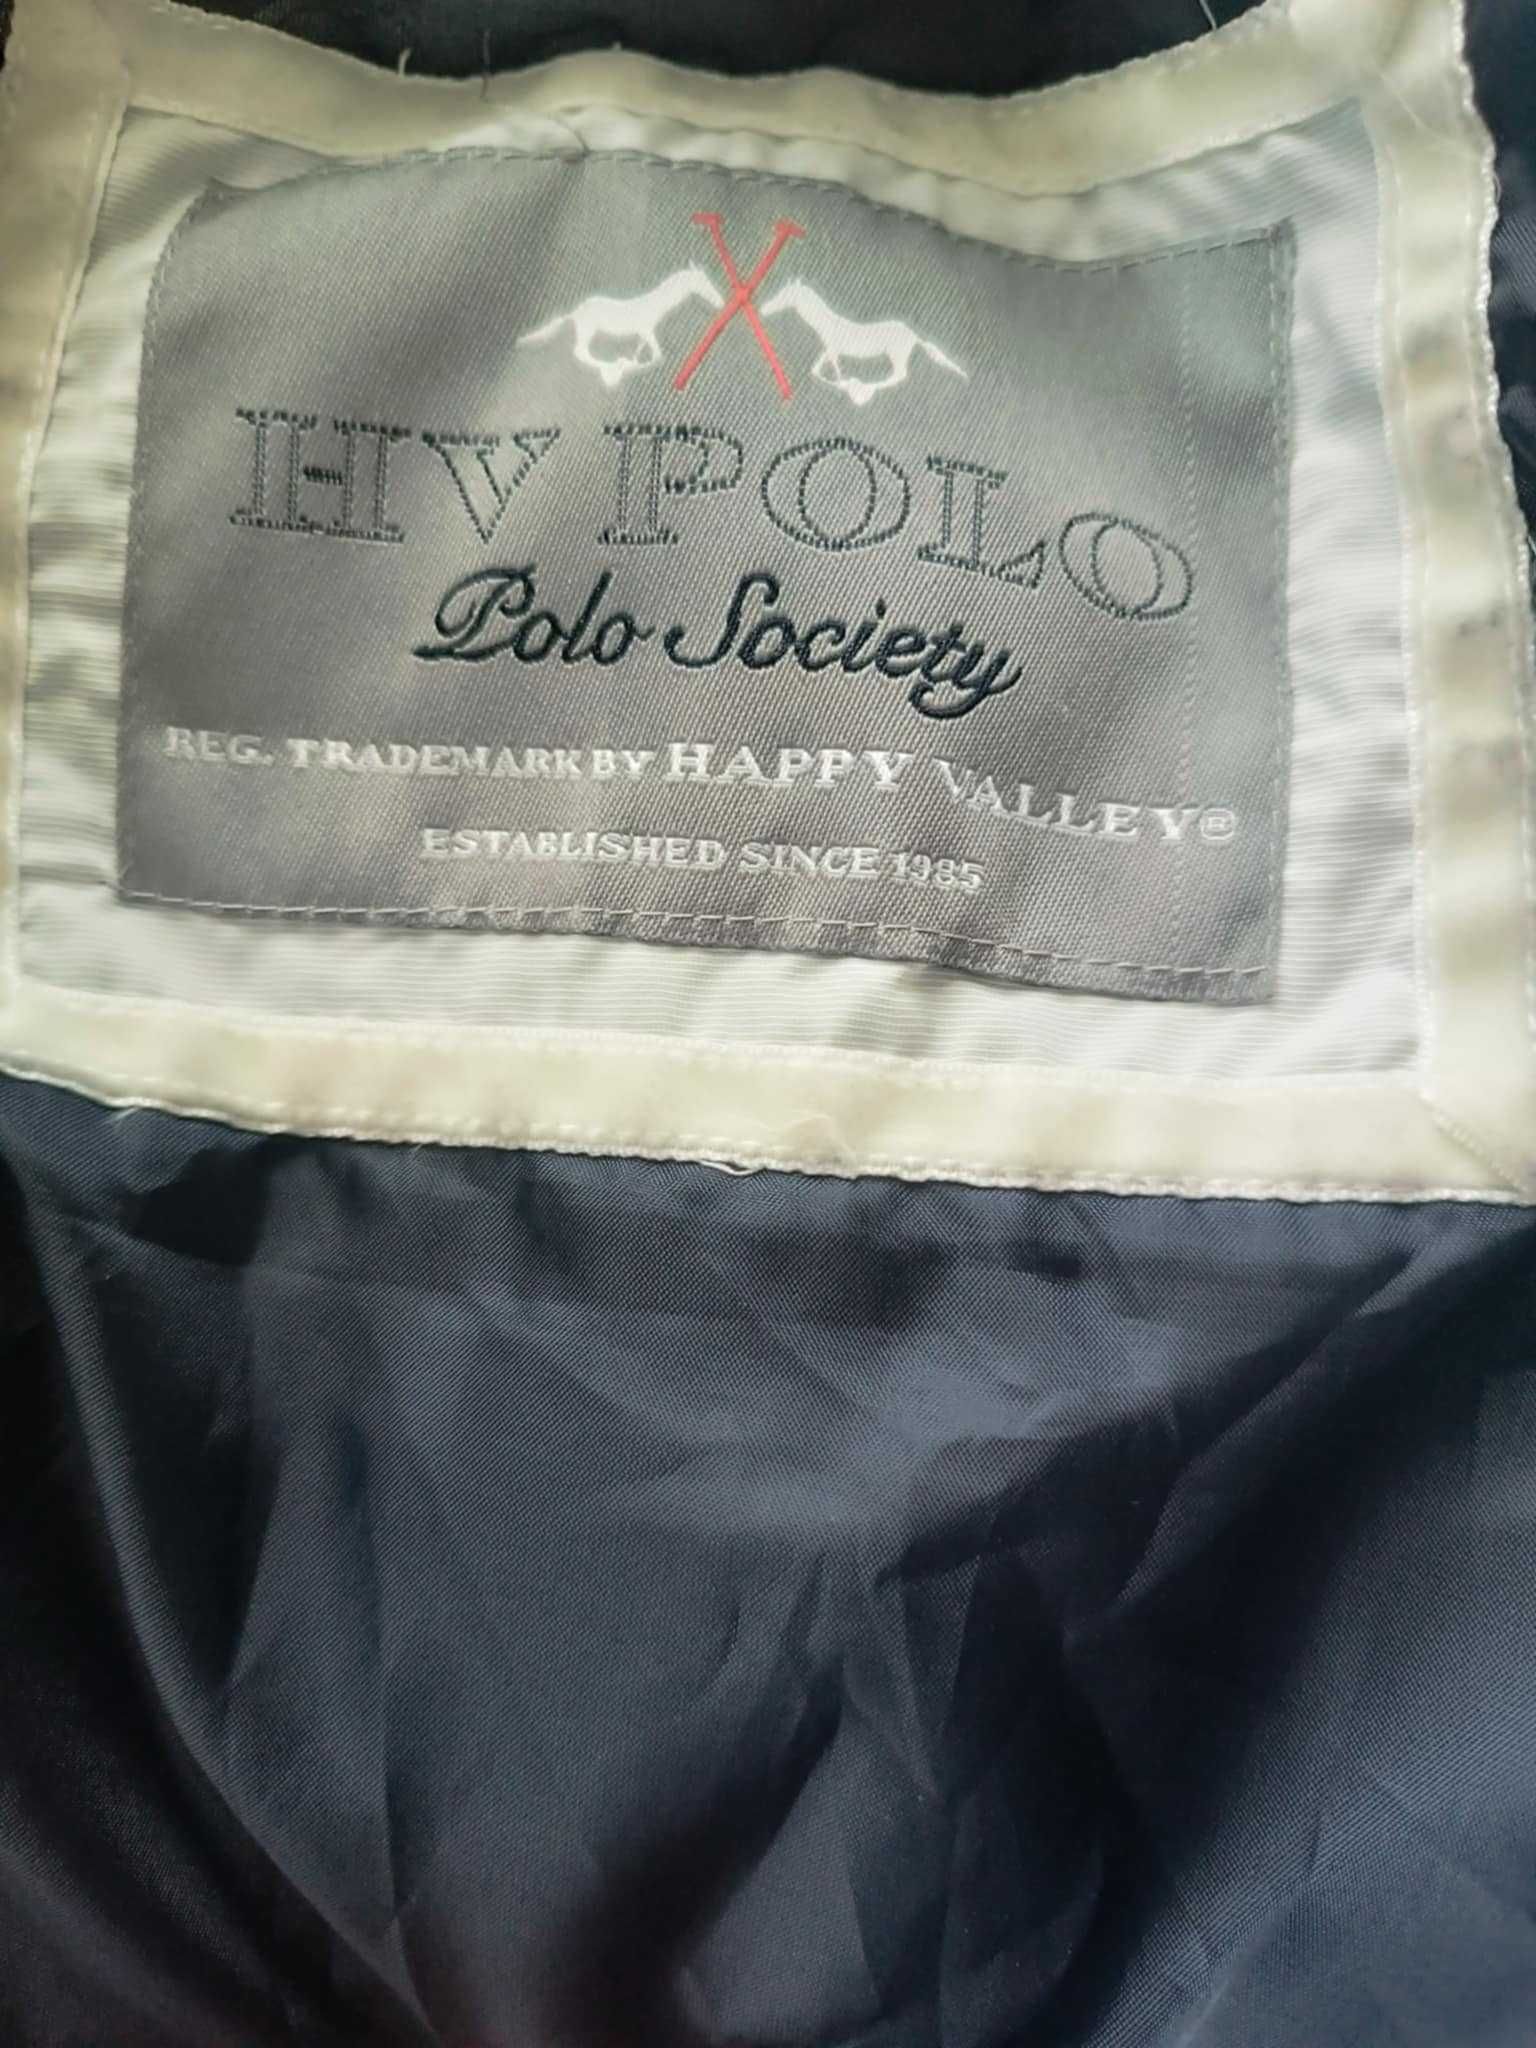 HV POLO
Polo Society
REG. TRADEMARK BY HAPPY VALLEY®
ESTABLISHED SINCE 1985